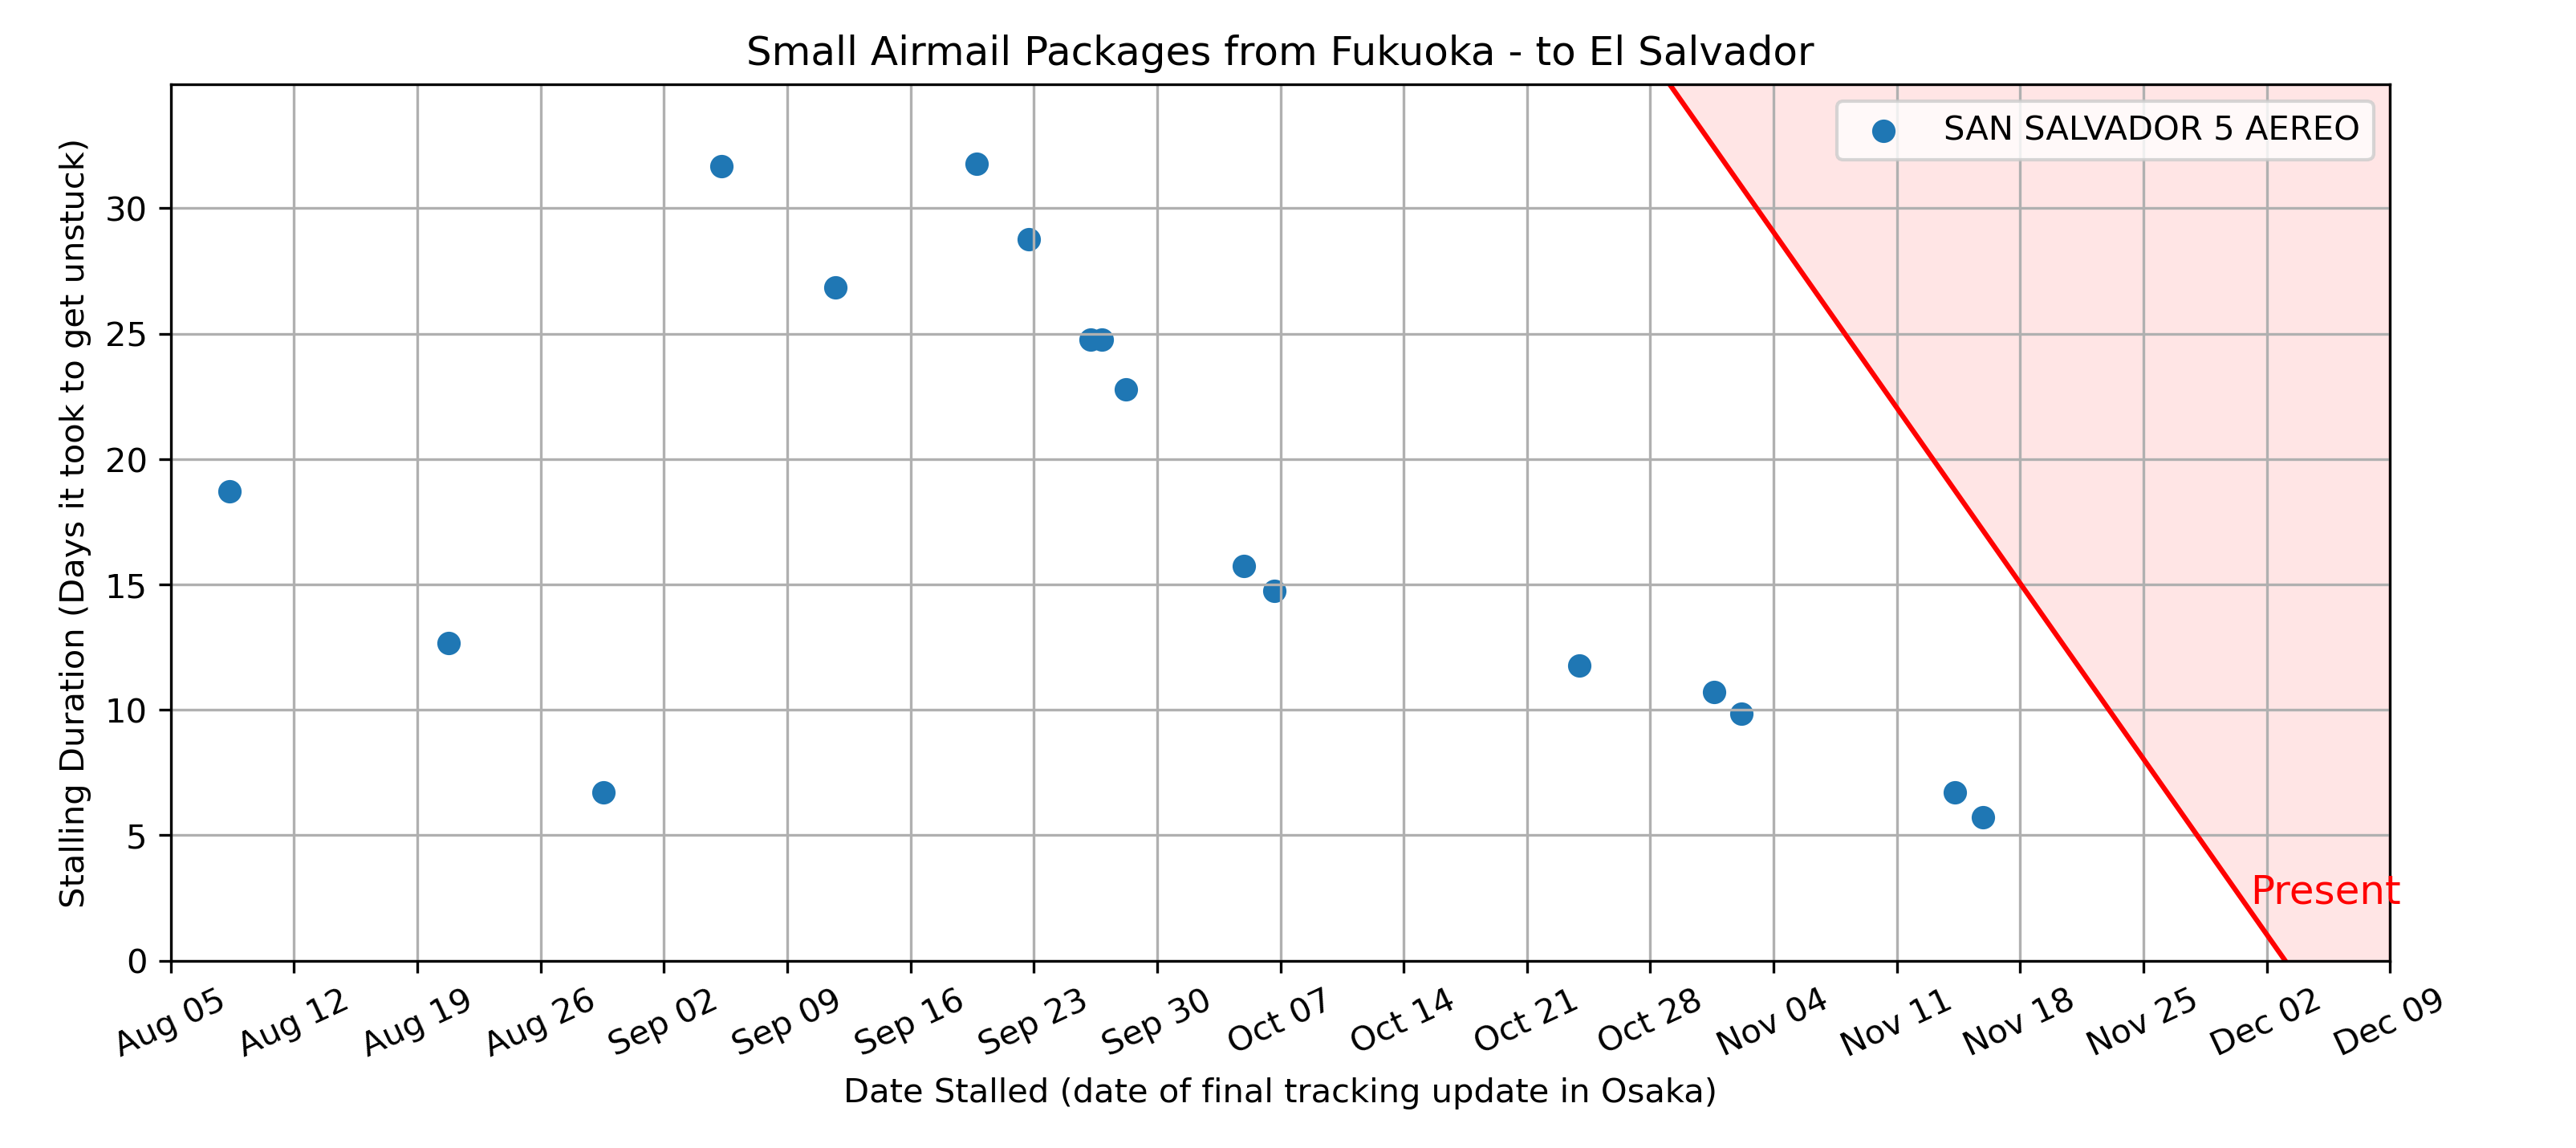 Small Airmail Packages from Fukuoka - to El Salvador
SAN SALVADOR 5 AEREO
Stalling Duration (Days it took to get unstuck)
30
25
20
15
10
5
0
Present
Aug 05
Aug 12
Aug 19
Aug 26
Sep 02
Sep 09
Sep 16
Sep 23
Sep 30
Oct 07
Oct 14
Oct 21
Oct 28
Nov 04
Nov 11
Nov 18
Nov 25
Dec 02
Dec 09
Date Stalled (date of final tracking update in Osaka)